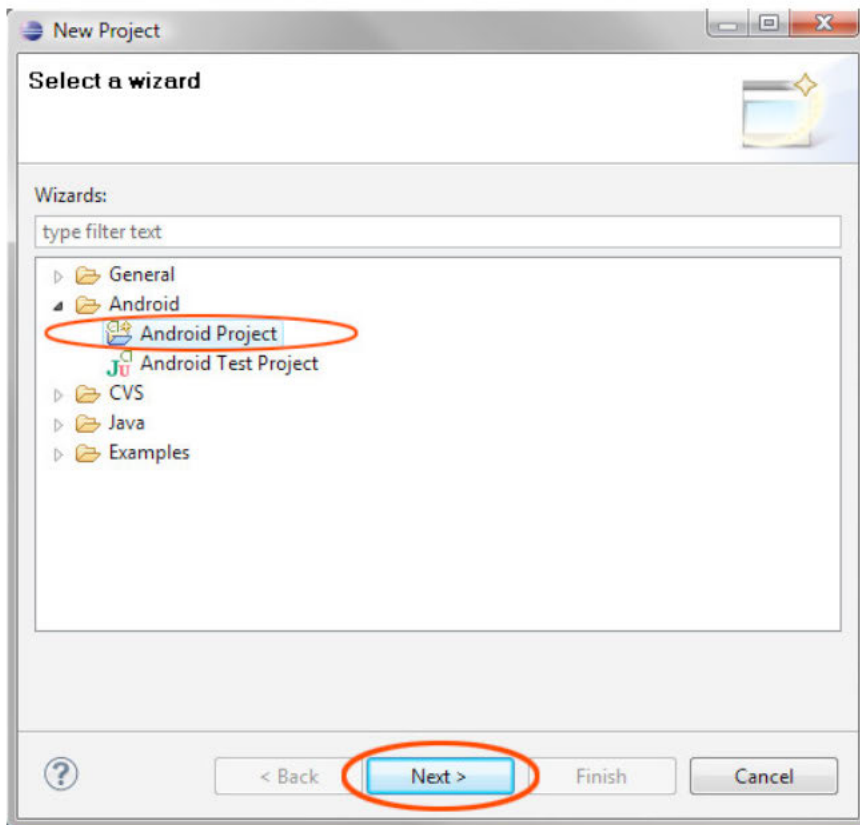 New Project
Select a wizard
Wizards:
type filter text
General
Android
Android Project
Android Test Project
CVS
Java
Examples
< Back Next > Finish Cancel